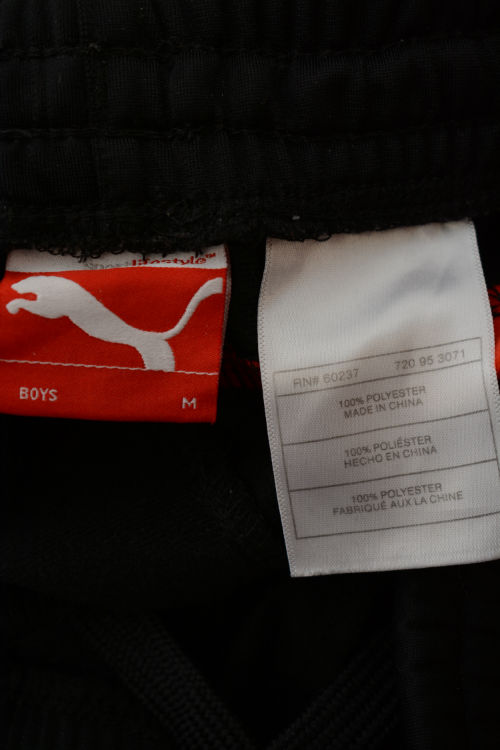 sportlifestyle™
BOYS
M
RN# 60237
720 95 3071
100% POLYESTER
MADE IN CHINA
100% POLIÉSTER
HECHO EN CHINA
100% POLYESTER
FABRIQUÉ AUX LA CHINE